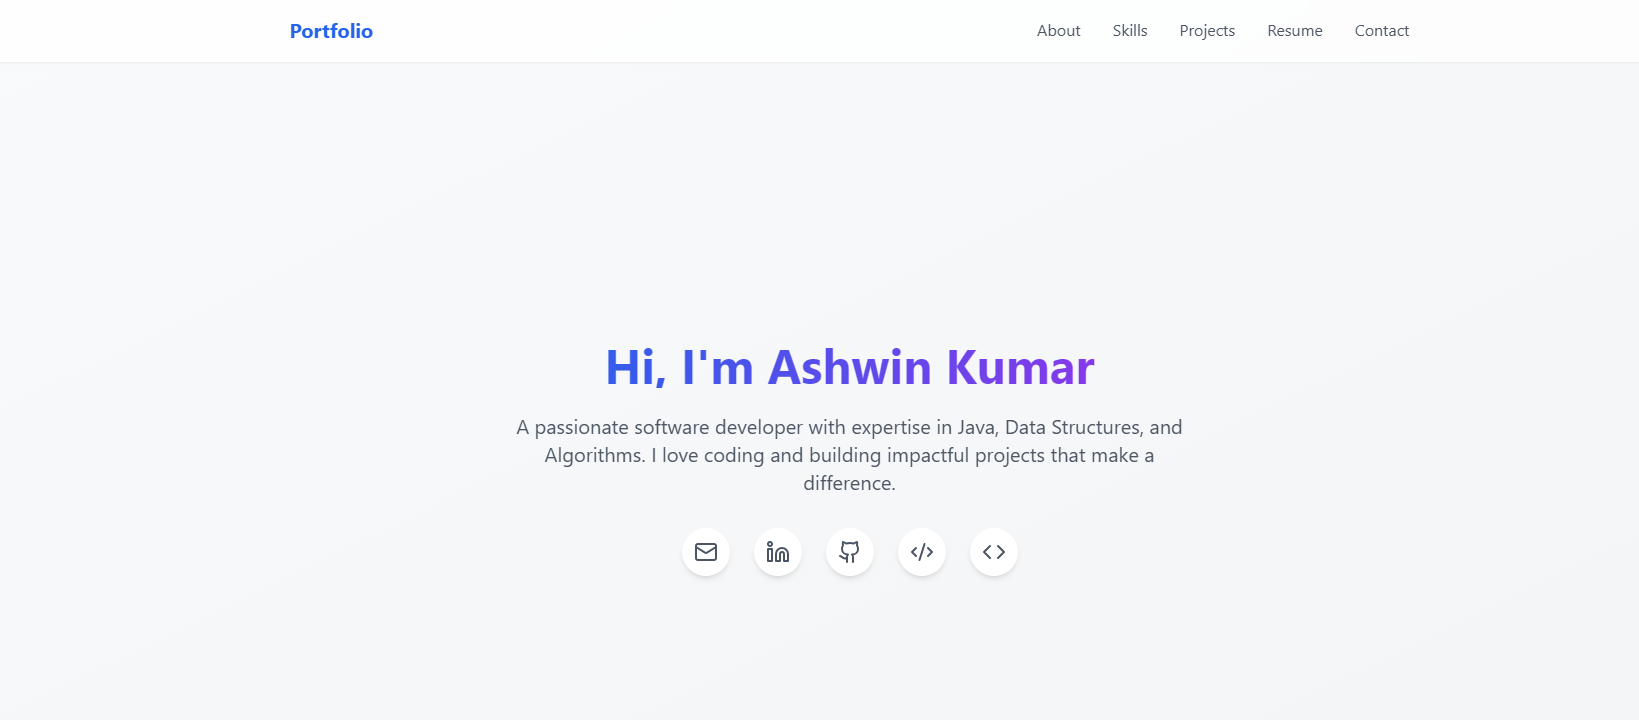 Portfolio
About Skills Projects Resume Contact
Hi, I'm Ashwin Kumar
A passionate software developer with expertise in Java, Data Structures, and
Algorithms. I love coding and building impactful projects that make a
difference.